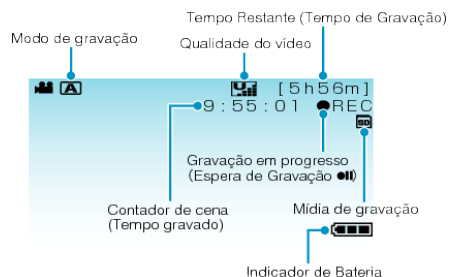 Tempo Restante (Tempo de Gravação)
Modo de gravação
Qualidade do vídeo
A
[5h56m]
9:55:01 ●REC
SD
Gravação em progresso
(Espera de Gravação ●II)
Contador de cena
(Tempo gravado)
Mídia de gravação
Indicador de Bateria